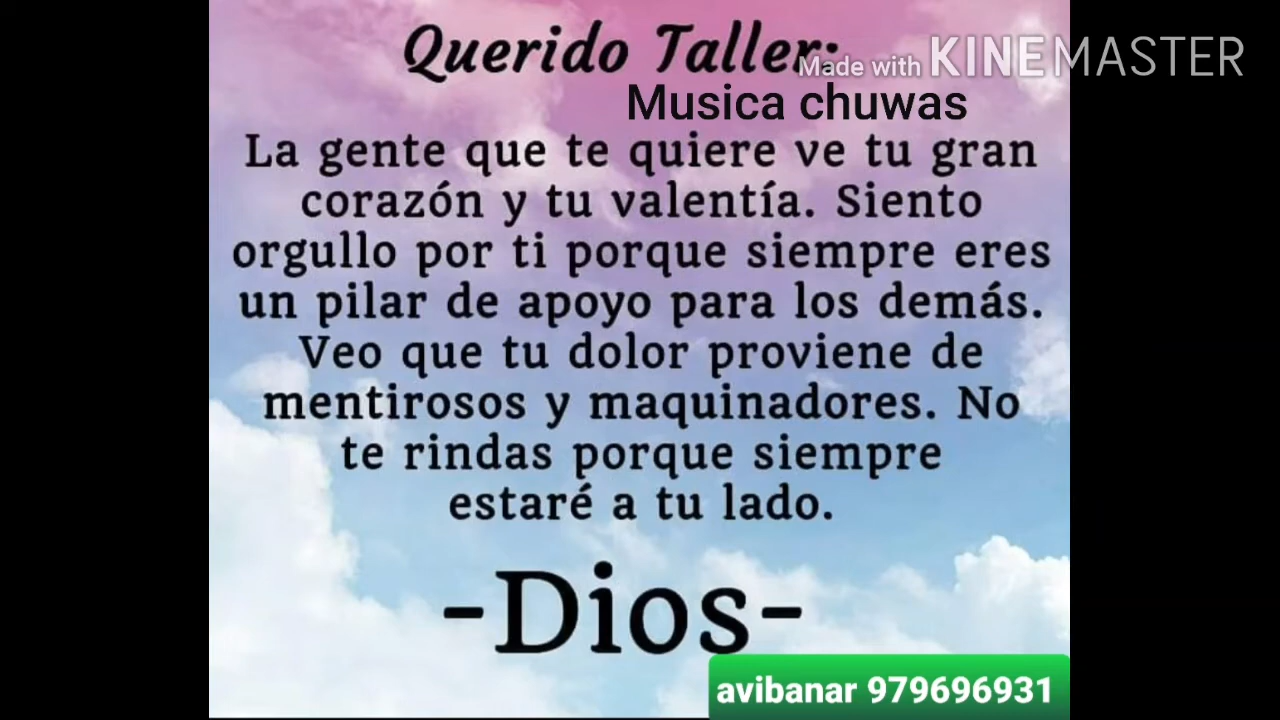 Querido Taller:
Made with KINEMASTER
Musica chuwas
La gente que te quiere ve tu gran
corazón y tu valentía. Siento
orgullo por ti porque siempre eres
un pilar de apoyo para los demás.
Veo que tu dolor proviene de
mentirosos y maquinadores. No
te rindas porque siempre
estaré a tu lado.
-Dios-
avibanar 979696931